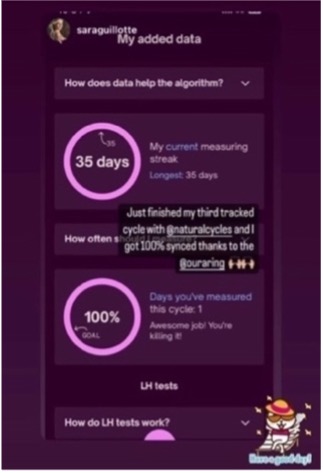 saraguillotte
My added data
How does data help the algorithm?
35
35 days
My current measuring
streak
Longest: 35 days
Just finished my third tracked
cycle with @naturalcycles and I
got 100% synced thanks to the
@ouraring
How often
100%
GOAL
Days you've measured
this cycle: 1
Awesome job! You're
killing it!
LH tests
How do LH tests work?
Have a good day!